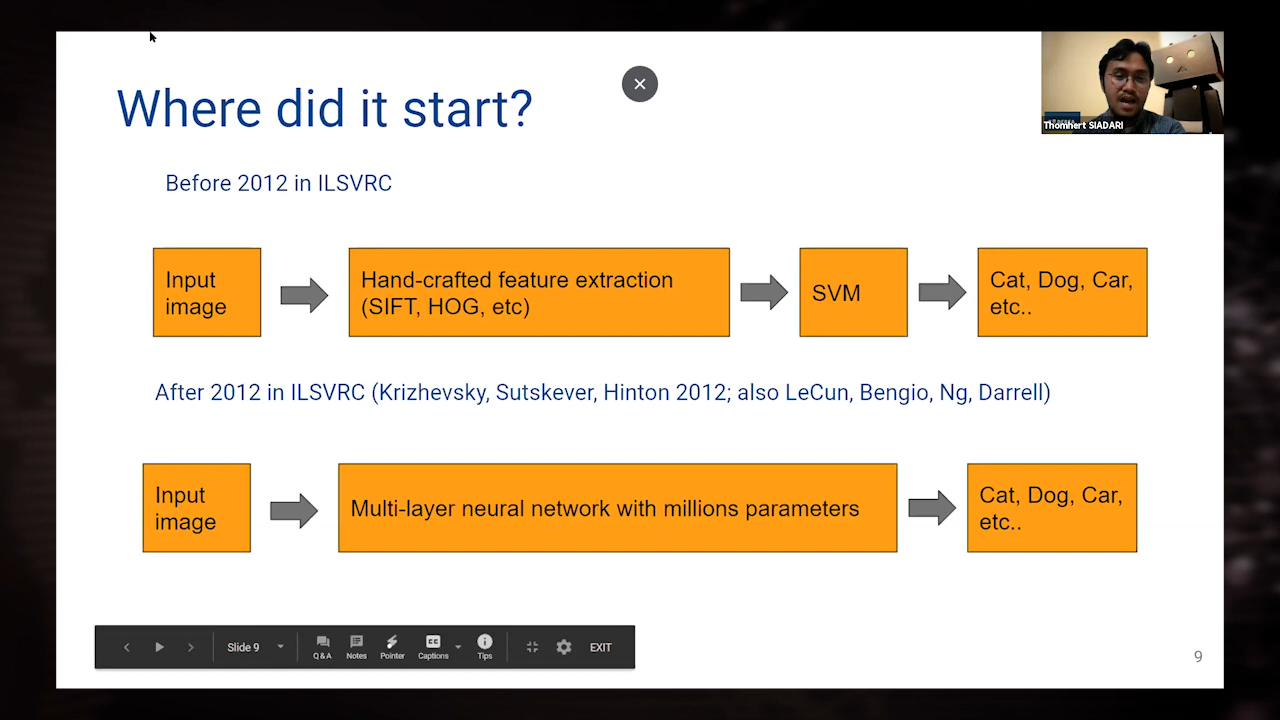 Where did it start?
Thomhert SIADARI
Before 2012 in ILSVRC
Input
image
Hand-crafted feature extraction
(SIFT, HOG, etc)
SVM
Cat, Dog, Car,
etc..
After 2012 in ILSVRC (Krizhevsky, Sutskever, Hinton 2012; also LeCun, Bengio, Ng, Darrell)
Input
image
Multi-layer neural network with millions parameters
Cat, Dog, Car,
etc..
Slide 9
Q & A
Notes
Pointer
CC
Captions
Tips
EXIT
9